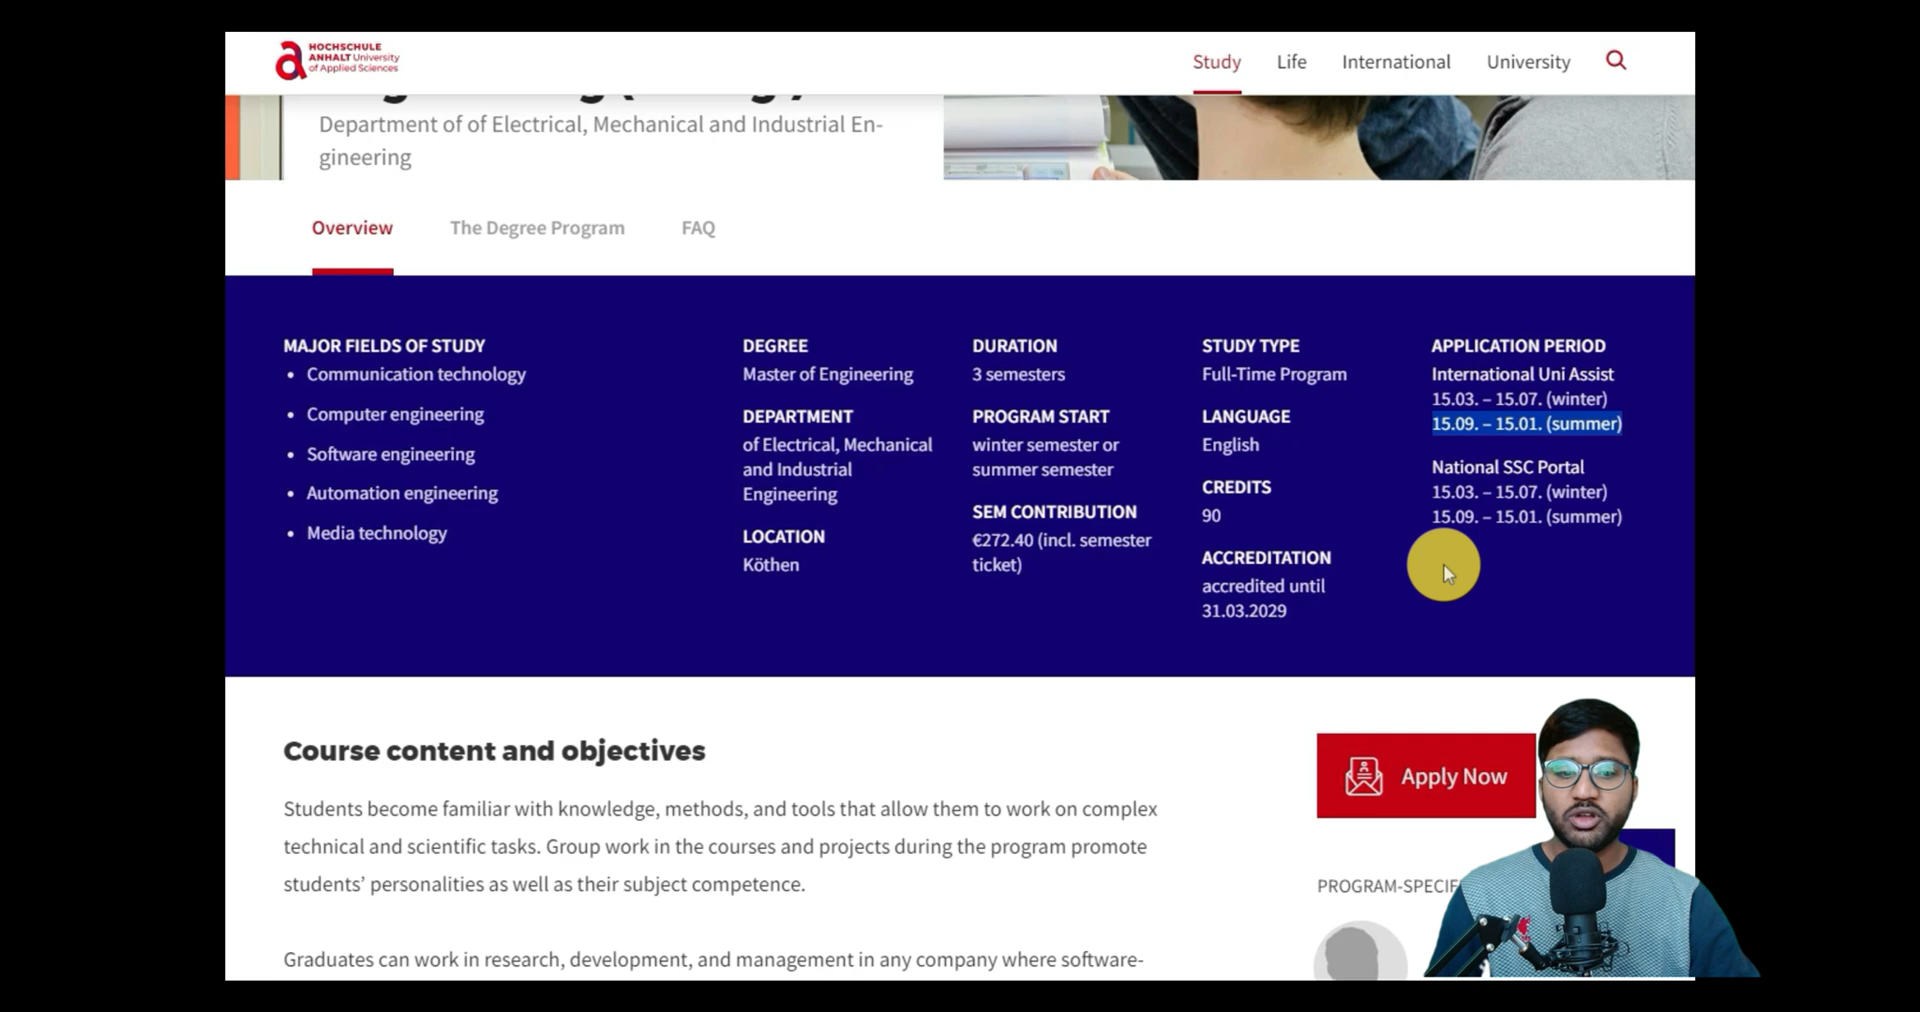 HOCHSCHULE
ANHALT University
of Applied Sciences
Study
Life
International
University
Department of of Electrical, Mechanical and Industrial En-
gineering
Overview
The Degree Program
FAQ
MAJOR FIELDS OF STUDY
• Communication technology
• Computer engineering
• Software engineering
• Automation engineering
• Media technology
DEGREE
Master of Engineering
DEPARTMENT
of Electrical, Mechanical
and Industrial
Engineering
LOCATION
Köthen
DURATION
3 semesters
PROGRAM START
winter semester or
summer semester
SEM CONTRIBUTION
€272.40 (incl. semester
ticket)
STUDY TYPE
Full-Time Program
LANGUAGE
English
CREDITS
90
ACCREDITATION
accredited until
31.03.2029
APPLICATION PERIOD
International Uni Assist
15.03. – 15.07. (winter)
15.09. – 15.01. (summer)
National SSC Portal
15.03. – 15.07. (winter)
15.09. – 15.01. (summer)
Course content and objectives
Students become familiar with knowledge, methods, and tools that allow them to work on complex
technical and scientific tasks. Group work in the courses and projects during the program promote
students’ personalities as well as their subject competence.
Graduates can work in research, development, and management in any company where software-
Apply Now
PROGRAM-SPECIF